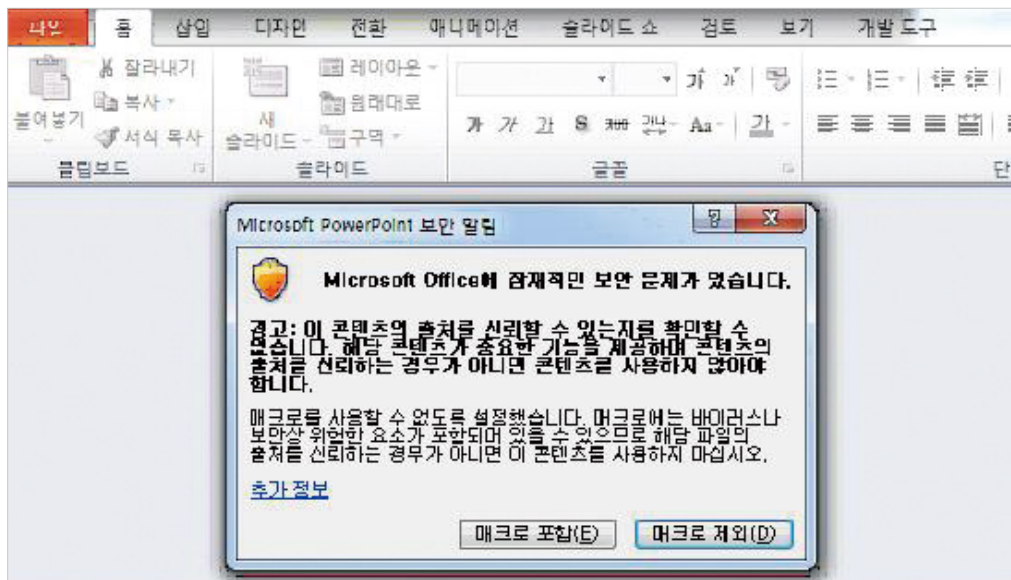 파일 홈 삽입 디자인 전환 애니메이션 슬라이드 쇼 검토 보기 개발 도구
잘라내기
복사
서식 복사
붙여넣기
클립보드
새
슬라이드
레이아웃
원래대로
구역
슬라이드
가 가 가 S 가나 Aa 가
글꼴
단
Microsoft PowerPoint 보안 알림
Microsoft Office에 잠재적인 보안 문제가 있습니다.
경고: 이 콘텐츠의 출처를 신뢰할 수 있는지를 확인할 수
없습니다. 해당 콘텐츠가 중요한 기능을 제공하며 콘텐츠의
출처를 신뢰하는 경우가 아니면 콘텐츠를 사용하지 않아야
합니다.
매크로를 사용할 수 없도록 설정했습니다. 매크로에는 바이러스나
보안상 위험한 요소가 포함되어 있을 수 있으므로 해당 파일의
출처를 신뢰하는 경우가 아니면 이 콘텐츠를 사용하지 마십시오.
추가 정보
매크로 포함(E) 매크로 제외(D)